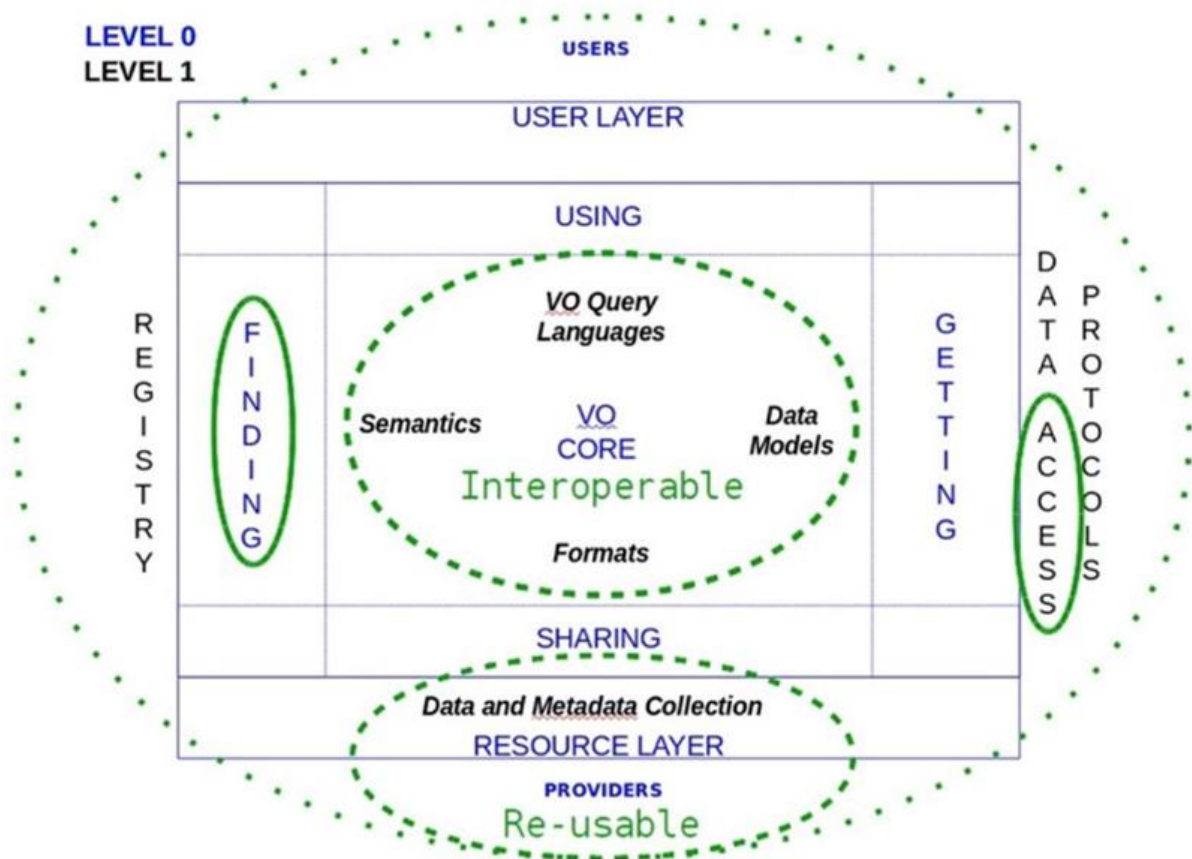 LEVEL 0
LEVEL 1
USERS
USER LAYER
USING
REGISTRY
FINDING
VO Query
Languages
Semantics
VO
CORE
Data
Models
Interoperable
Formats
GETTING
DATA ACCESS
PROTOCOLS
SHARING
Data and Metadata Collection
RESOURCE LAYER
PROVIDERS
Re-usable